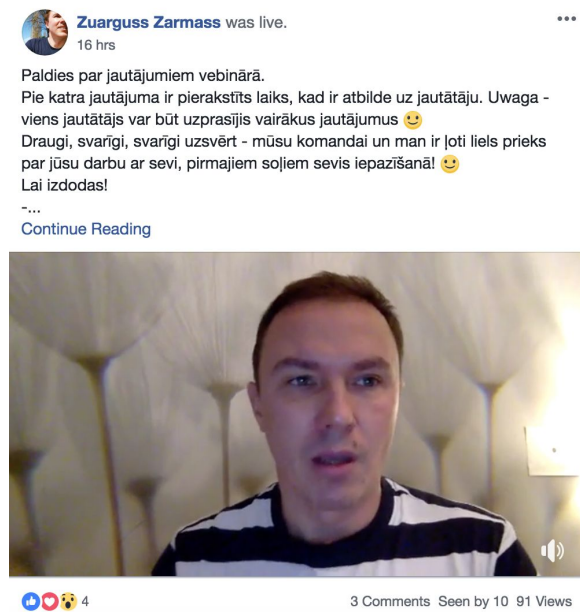 Zuarguss Zarmass was live.
16 hrs
Paldies par jautājumiem vebinārā.
Pie katra jautājuma ir pierakstīts laiks, kad ir atbilde uz jautātāju. Uwaga -
viens jautātājs var būt uzprasījis vairākus jautājumus 🙂
Draugi, svarīgi, svarīgi uzsvērt - mūsu komandai un man ir ļoti liels prieks
par jūsu darbu ar sevi, pirmajiem soļiem sevis iepazīšanā! 🙂
Lai izdodas!
-...
Continue Reading
4
3 Comments Seen by 10 91 Views